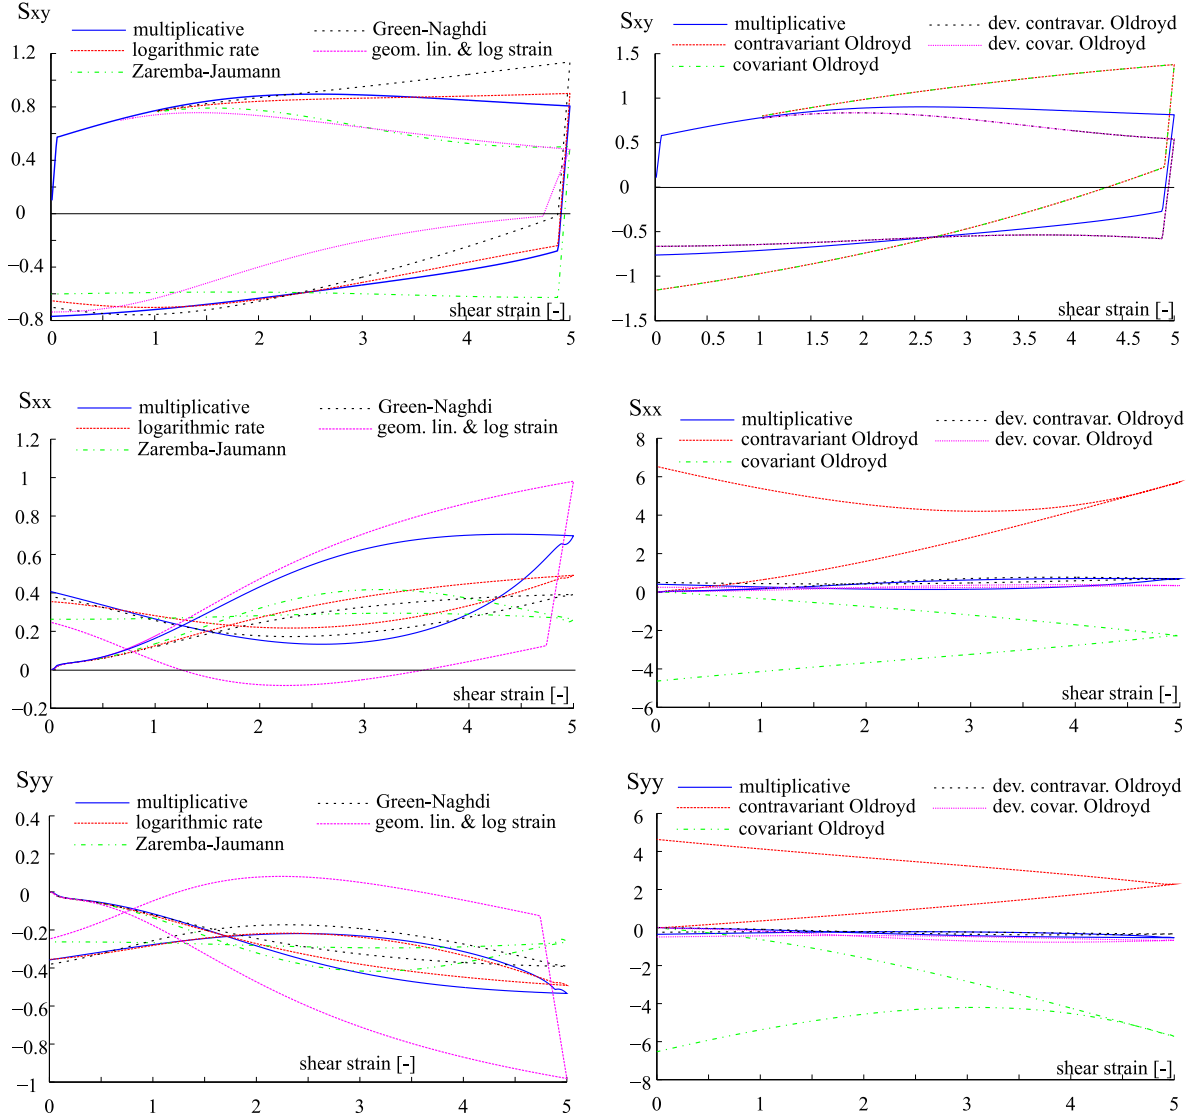 Sxy
multiplicative
logarithmic rate
Zaremba-Jaumann
Green-Naghdi
geom. lin. & log strain
1.2
0.8
0.4
0
−0.4
−0.8
shear strain [-]
0 1 2 3 4 5
Sxy
multiplicative
contravariant Oldroyd
covariant Oldroyd
dev. contravar. Oldroyd
dev. covar. Oldroyd
1.5
1
0.5
0
−0.5
−1
−1.5
shear strain [-]
0 0.5 1 1.5 2 2.5 3 3.5 4 4.5 5
Sxx
multiplicative
logarithmic rate
Zaremba-Jaumann
Green-Naghdi
geom. lin. & log strain
1.2
1
0.8
0.6
0.4
0.2
0
−0.2
shear strain [-]
0 1 2 3 4 5
Sxx
multiplicative
contravariant Oldroyd
covariant Oldroyd
dev. contravar. Oldroyd
dev. covar. Oldroyd
8
6
4
2
0
−2
−4
−6
shear strain [-]
0 1 2 3 4 5
Syy
multiplicative
logarithmic rate
Zaremba-Jaumann
Green-Naghdi
geom. lin. & log strain
0.4
0.2
0
−0.2
−0.4
−0.6
−0.8
−1
shear strain [-]
0 1 2 3 4 5
Syy
multiplicative
contravariant Oldroyd
covariant Oldroyd
dev. contravar. Oldroyd
dev. covar. Oldroyd
6
4
2
0
−2
−4
−6
−8
shear strain [-]
0 1 2 3 4 5